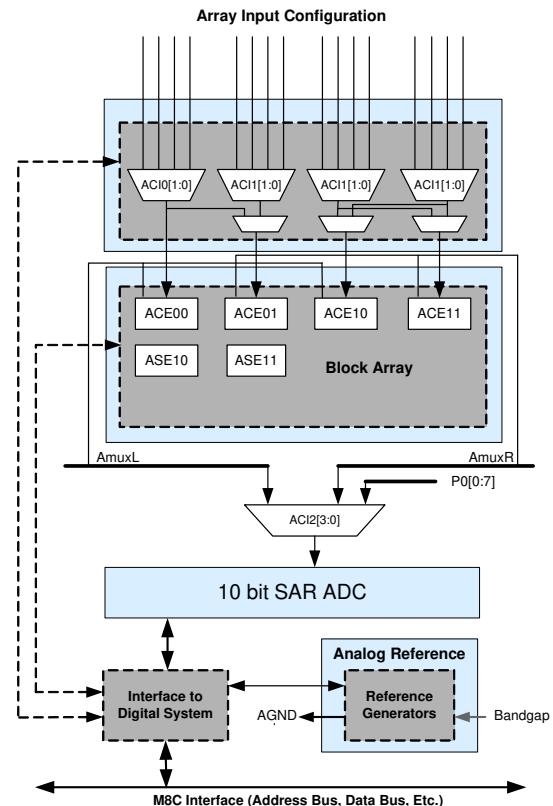 Array Input Configuration
ACI0[1:0]
ACI1[1:0]
ACI1[1:0]
ACI1[1:0]
ACE00
ACE01
ACE10
ACE11
ASE10
ASE11
Block Array
AmuxL
AmuxR
P0[0:7]
ACI2[3:0]
10 bit SAR ADC
Analog Reference
Interface to
Digital System
Reference
Generators
AGND
Bandgap
M8C Interface (Address Bus, Data Bus, Etc.)